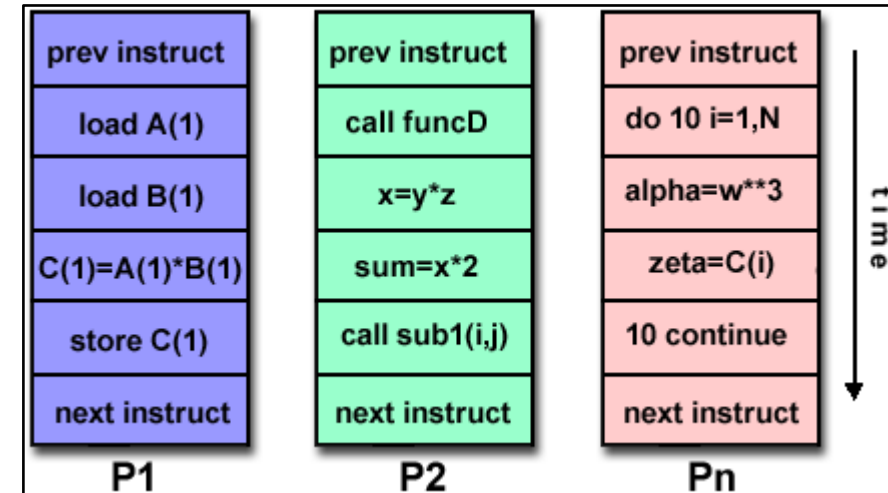 prev instruct
load A(1)
load B(1)
C(1)=A(1)*B(1)
store C(1)
next instruct
P1
prev instruct
call funcD
x=y*z
sum=x*2
call sub1(i,j)
next instruct
P2
prev instruct
do 10 i=1,N
alpha=w**3
zeta=C(i)
10 continue
next instruct
Pn
time